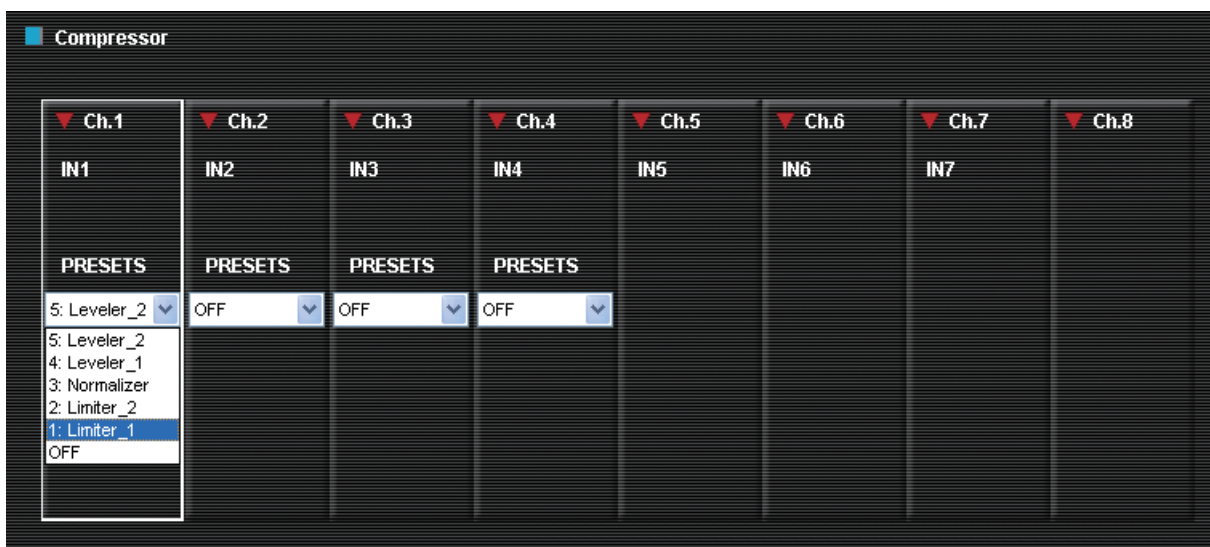 Compressor
Ch.1 Ch.2 Ch.3 Ch.4 Ch.5 Ch.6 Ch.7 Ch.8
IN1 IN2 IN3 IN4 IN5 IN6 IN7
PRESETS PRESETS PRESETS PRESETS
5: Leveler_2 OFF OFF OFF
5: Leveler_2
4: Leveler_1
3: Normalizer
2: Limiter_2
1: Limiter_1
OFF